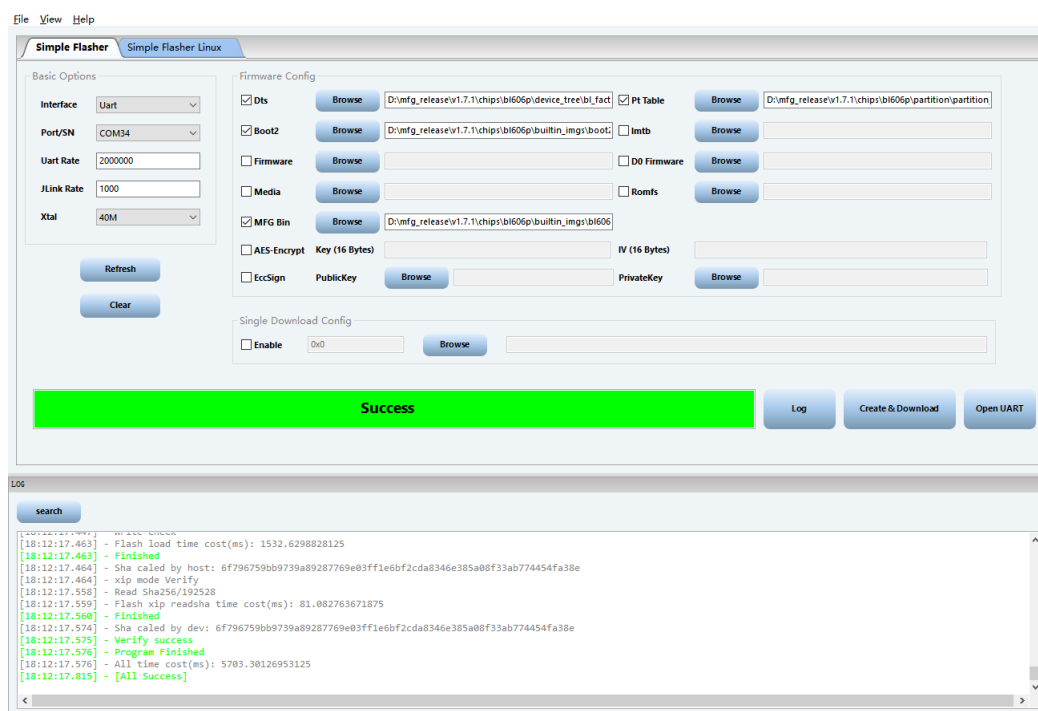 File View Help
Simple Flasher Simple Flasher Linux
Basic Options
Interface Uart
Port/SN COM34
Uart Rate 2000000
JLink Rate 1000
Xtal 40M
Refresh
Clear
Firmware Config
Dts Browse D:\mfg_release\v1.7.1\chips\bl606p\device_tree\bl_fact Pt Table Browse D:\mfg_release\v1.7.1\chips\bl606p\partition\partition_
Boot2 Browse D:\mfg_release\v1.7.1\chips\bl606p\builtin_imgs\boot2 Imtb Browse
Firmware Browse D0 Firmware Browse
Media Browse Romfs Browse
MFG Bin Browse D:\mfg_release\v1.7.1\chips\bl606p\builtin_imgs\bl606
AES-Encrypt Key (16 Bytes) IV (16 Bytes)
EccSign PublicKey Browse PrivateKey Browse
Single Download Config
Enable 0x0 Browse
Success Log Create & Download Open UART
LOG
search
[18:12:17.447] - Write check
[18:12:17.463] - Flash load time cost(ms): 1532.6298828125
[18:12:17.463] - Finished
[18:12:17.464] - Sha caled by host: 6f796759bb9739a89287769e03ff1e6bf2cda8346e385a08f33ab774454fa38e
[18:12:17.464] - xip mode Verify
[18:12:17.558] - Read Sha256/192528
[18:12:17.559] - Flash xip readsha time cost(ms): 81.082763671875
[18:12:17.560] - Finished
[18:12:17.574] - Sha caled by dev: 6f796759bb9739a89287769e03ff1e6bf2cda8346e385a08f33ab774454fa38e
[18:12:17.575] - Verify success
[18:12:17.576] - Program Finished
[18:12:17.576] - All time cost(ms): 5703.30126953125
[18:12:17.815] - [All Success]